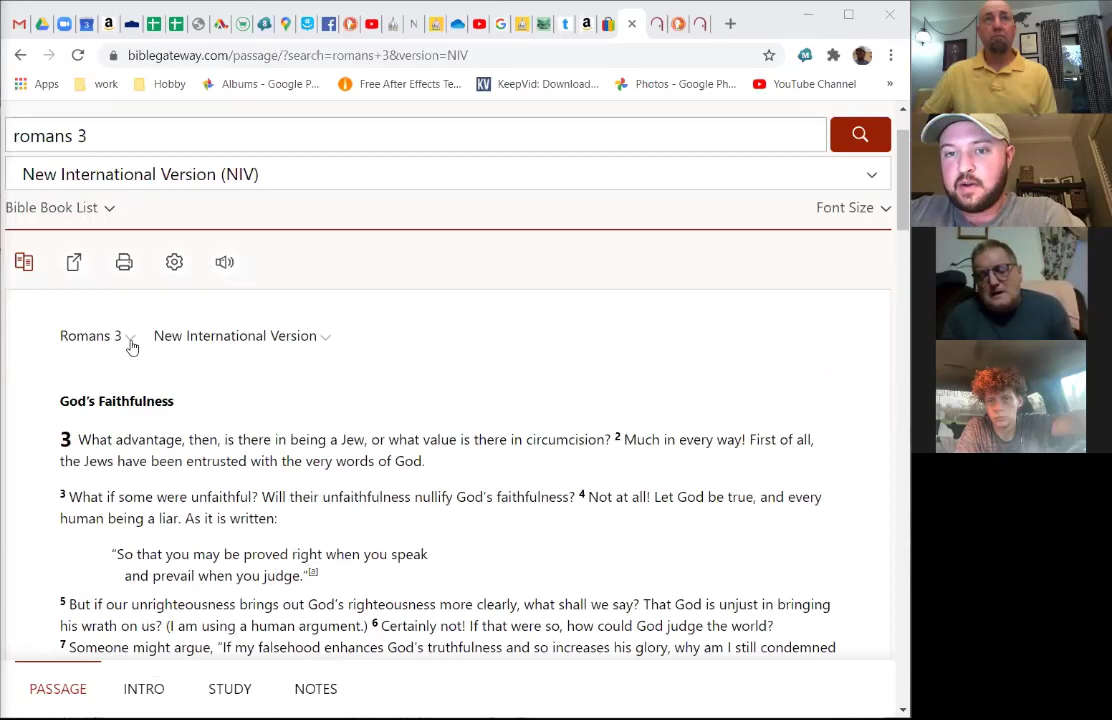 biblegateway.com/passage/?search=romans+3&version=NIV
Apps work Hobby Albums - Google P... Free After Effects Te... KV KeepVid: Download... Photos - Google Ph... YouTube Channel »
romans 3
New International Version (NIV)
Bible Book List Font Size
Romans 3 New International Version
God's Faithfulness
3 What advantage, then, is there in being a Jew, or what value is there in circumcision? 2 Much in every way! First of all,
the Jews have been entrusted with the very words of God.
3 What if some were unfaithful? Will their unfaithfulness nullify God's faithfulness? 4 Not at all! Let God be true, and every
human being a liar. As it is written:
“So that you may be proved right when you speak
and prevail when you judge.”[a]
5 But if our unrighteousness brings out God's righteousness more clearly, what shall we say? That God is unjust in bringing
his wrath on us? (I am using a human argument.) 6 Certainly not! If that were so, how could God judge the world?
7 Someone might argue, “If my falsehood enhances God's truthfulness and so increases his glory, why am I still condemned
PASSAGE INTRO STUDY NOTES